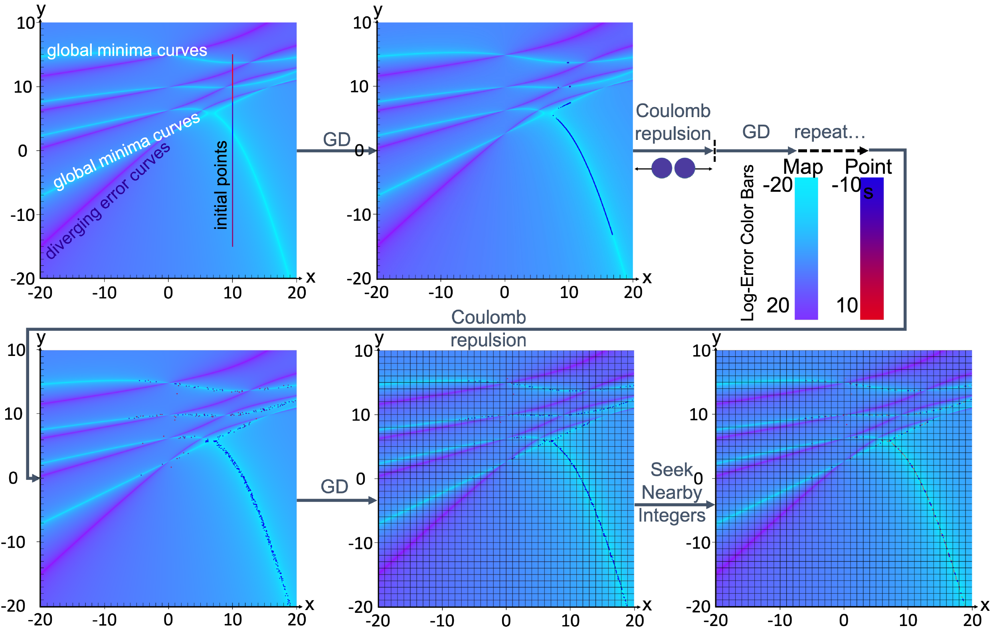 y
10
global minima curves
10
global minima curves
0
diverging error curves
initial points
-10
-20
x
-20
-10
0
10
20
GD
y
10
10
0
-10
-20
x
-20
-10
0
10
20
Coulomb
repulsion
GD
repeat...
Log-Error Color Bars
Map
-20
20
Points
-10
10
Coulomb
repulsion
y
10
10
0
-10
-20
x
-20
-10
0
10
20
GD
y
10
10
0
-10
-20
x
-20
-10
0
10
20
Seek
Nearby
Integers
y
10
10
0
-10
-20
x
-20
-10
0
10
20